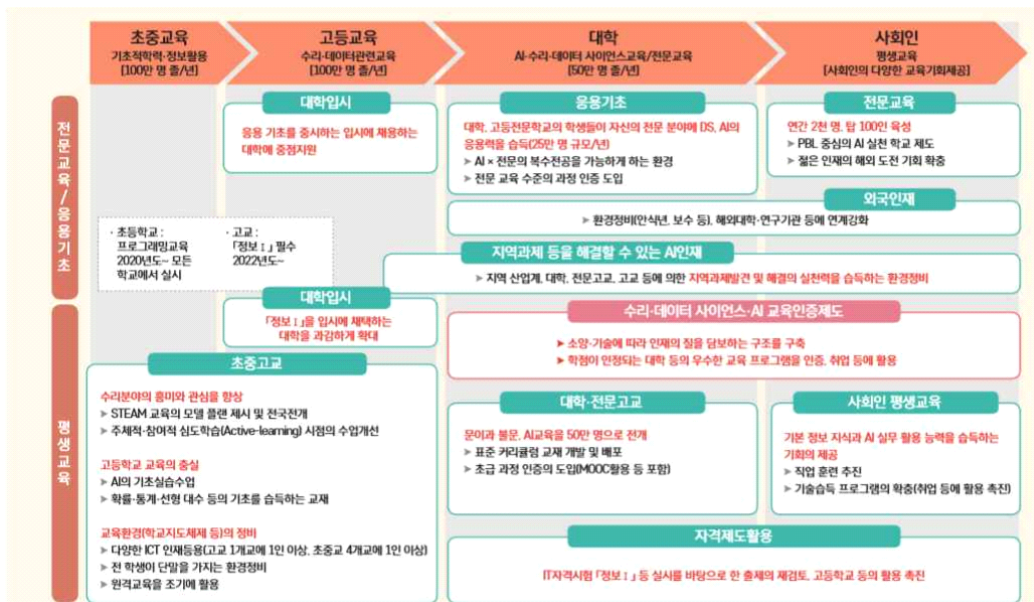 초중교육
기초적학력·정보활용
[100만 명 졸/년]
고등교육
수리·데이터관련교육
[100만 명 졸/년]
대학
AI·수리·데이터 사이언스교육/전문교육
[50만 명 졸/년]
사회인
평생교육
[사회인의 다양한 교육기회제공]
전문교육/응용기초
대학입시
응용 기초를 중시하는 입시에 채용하는
대학에 중점지원
응용기초
대학, 고등전문학교의 학생들이 자신의 전문 분야에 DS, AI의
응용력을 습득(25만 명 규모/년)
➤ AI × 전문의 복수전공을 가능하게 하는 환경
➤ 전문 교육 수준의 과정 인증 도입
전문교육
연간 2천 명, 탑 100인 육성
➤ PBL 중심의 AI 실천 학교 제도
➤ 젊은 인재의 해외 도전 기회 확충
외국인재
➤ 환경정비(안식년, 보수 등), 해외대학·연구기관 등에 연계강화
· 초등학교 :
프로그래밍교육
2020년도~ 모든
학교에서 실시
· 고교 :
「정보Ⅰ」 필수
2022년도~
지역과제 등을 해결할 수 있는 AI인재
➤ 지역 산업계, 대학, 전문고교, 고교 등에 의한 지역과제발견 및 해결의 실천력을 습득하는 환경정비
대학입시
「정보Ⅰ」을 입시에 채택하는
대학을 과감하게 확대
수리·데이터 사이언스·AI 교육인증제도
➤ 소양·기술에 따라 인재의 질을 담보하는 구조를 구축
➤ 학점이 인정되는 대학 등의 우수한 교육 프로그램을 인증, 취업 등에 활용
평생교육
초중고교
수리분야의 흥미와 관심를 향상
➤ STEAM 교육의 모델 플랜 제시 및 전국전개
➤ 주체적·참여적 심도학습(Active-learning) 시점의 수업개선
고등학교 교육의 충실
➤ AI의 기초실습수업
➤ 확률·통계·선형 대수 등의 기초를 습득하는 교재
교육환경(학교지도체제 등)의 정비
➤ 다양한 ICT 인재등용(고교 1개교에 1인 이상, 초중교 4개교에 1인 이상)
➤ 전 학생이 단말을 가지는 환경정비
➤ 원격교육을 조기에 활용
대학·전문고교
문이과 불문, AI교육을 50만 명으로 전개
➤ 표준 커리큘럼 교재 개발 및 배포
➤ 초급 과정 인증의 도입(MOOC활용 등 포함)
사회인 평생교육
기본 정보 지식과 AI 실무 활용 능력을 습득하는
기회의 제공
➤ 직업 훈련 추진
➤ 기술습득 프로그램의 확충(취업 등에 활용 촉진)
자격제도활용
IT자격시험 「정보Ⅰ」 등 실시를 바탕으로 한 출제의 재검토, 고등학교 등의 활용 촉진